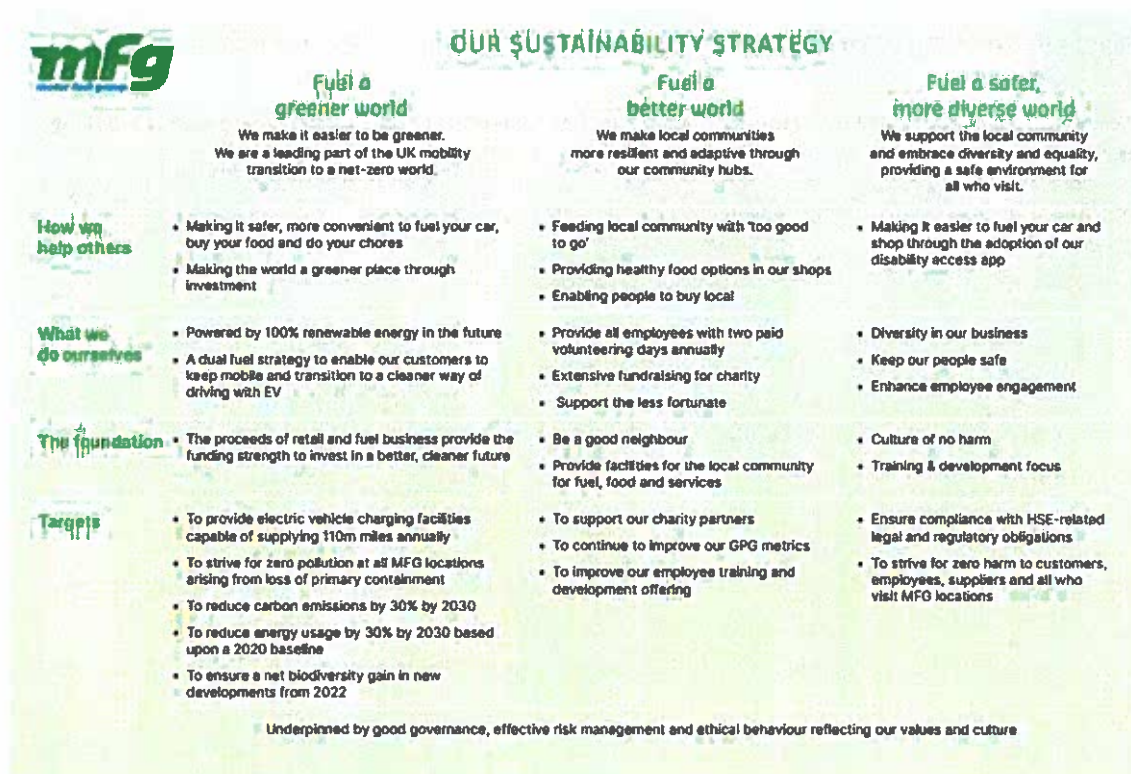 mfg
motor fuel group
OUR SUSTAINABILITY STRATEGY
Fuel a
greener world
We make it easier to be greener.
We are a leading part of the UK mobility
transition to a net-zero world.
Fuel a
better world
We make local communities
more resilient and adaptive through
our community hubs.
Fuel a safer,
more diverse world
We support the local community
and embrace diversity and equality,
providing a safe environment for
all who visit.
How we
help others
• Making it safer, more convenient to fuel your car,
buy your food and do your chores
• Making the world a greener place through
investment
• Feeding local community with 'too good
to go'
• Providing healthy food options in our shops
• Enabling people to buy local
• Making it easier to fuel your car and
shop through the adoption of our
disability access app
What we
do ourselves
• Powered by 100% renewable energy in the future
• A dual fuel strategy to enable our customers to
keep mobile and transition to a cleaner way of
driving with EV
• Provide all employees with two paid
volunteering days annually
• Extensive fundraising for charity
• Support the less fortunate
• Diversity in our business
• Keep our people safe
• Enhance employee engagement
The foundation
• The proceeds of retail and fuel business provide the
funding strength to invest in a better, cleaner future
• Be a good neighbour
• Provide facilities for the local community
for fuel, food and services
• Culture of no harm
• Training & development focus
Targets
• To provide electric vehicle charging facilities
capable of supplying 110m miles annually
• To strive for zero pollution at all MFG locations
arising from loss of primary containment
• To reduce carbon emissions by 30% by 2030
• To reduce energy usage by 30% by 2030 based
upon a 2020 baseline
• To ensure a net biodiversity gain in new
developments from 2022
• To support our charity partners
• To continue to improve our GPG metrics
• To improve our employee training and
development offering
• Ensure compliance with HSE-related
legal and regulatory obligations
• To strive for zero harm to customers,
employees, suppliers and all who
visit MFG locations
Underpinned by good governance, effective risk management and ethical behaviour reflecting our values and culture